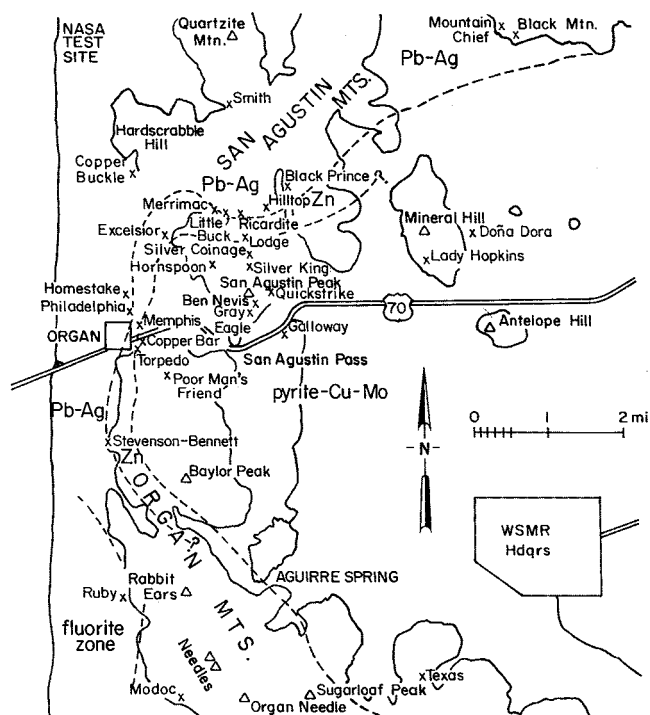 NASA
TEST
SITE
Quartzite
Mtn.
Mountain
Chief
Black Mtn.
Pb-Ag
Smith
SAN AGUSTIN MTS.
Hardscrabble
Hill
Copper
Buckle
Pb-Ag
Black Prince
Merrimac
Hilltop
Zn
Little
Buck
Ricardite
Mineral Hill
Doña Dora
Excelsior
Lodge
Silver Coinage
Lady Hopkins
Hornspoon
Silver King
San Agustin Peak
Homestake
Quickstrike
Ben Nevis
Philadelphia
Gray
Eagle
70
Memphis
Antelope Hill
ORGAN
Galloway
Copper Bar
San Agustin Pass
Torpedo
Poor Man's
Friend
pyrite-Cu-Mo
Pb-Ag
0 1 2 mi
Stevenson-Bennett
-N-
Zn
Baylor Peak
ORGAN MTS.
WSMR
Hdqrs
AGUIRRE SPRING
Rabbit
Ears
Ruby
fluorite
zone
Needles
Texas
Modoc
Sugarloaf Peak
Organ Needle